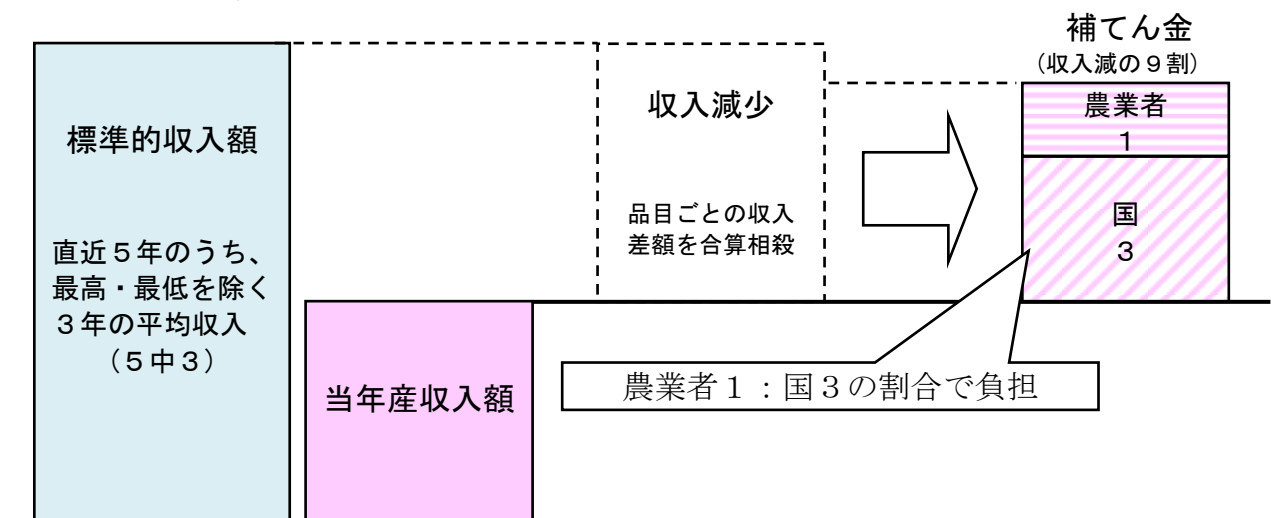 標準的収入額
直近５年のうち、
最高・最低を除く
３年の平均収入
（５中３）
当年産収入額
収入減少
品目ごとの収入
差額を合算相殺
補てん金
（収入減の９割）
農業者
１
国
３
農業者１：国３の割合で負担